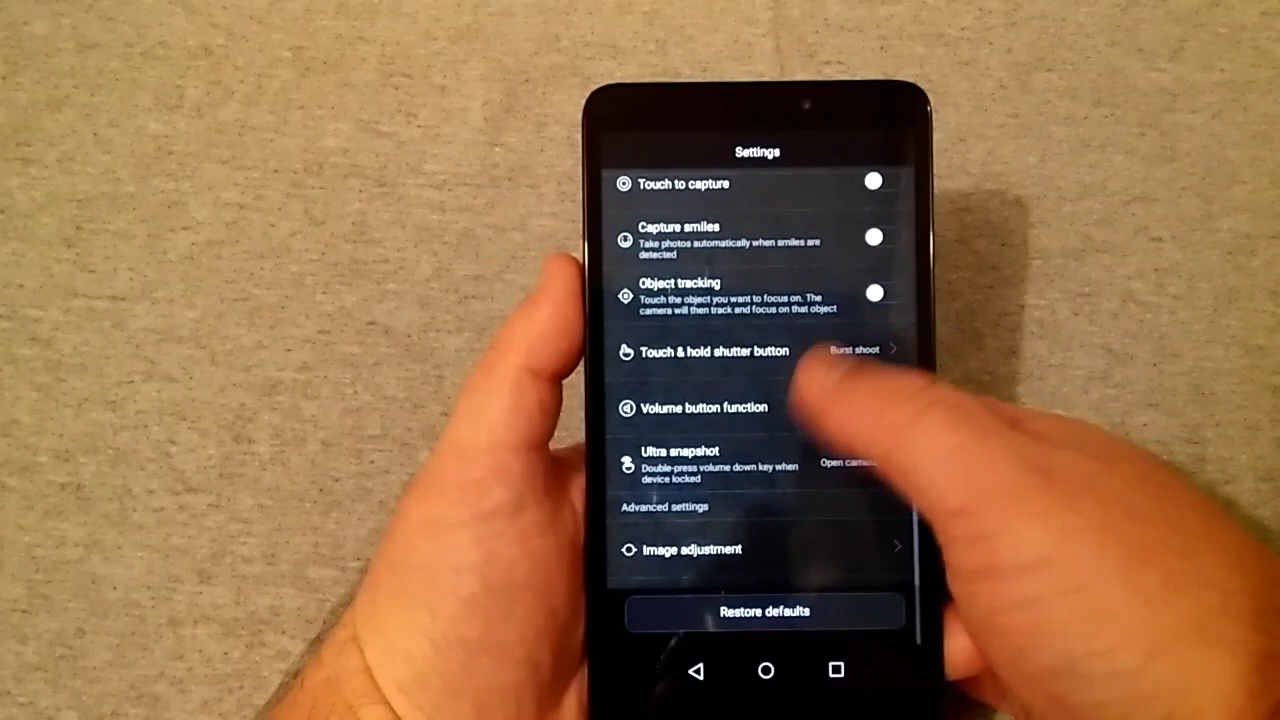 Settings
Touch to capture
Capture smiles
Take photos automatically when smiles are
detected
Object tracking
Touch the object you want to focus on. The
camera will then track and focus on that object
Touch & hold shutter button
Burst shoot
Volume button function
Ultra snapshot
Double-press volume down key when
device locked
Open
Advanced settings
Image adjustment
Restore defaults